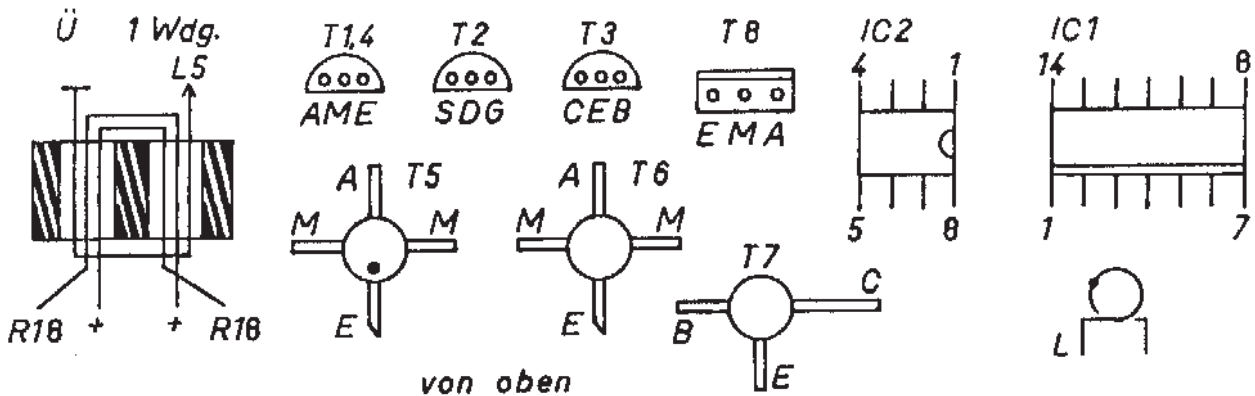 Ü 1 Wdg.
L5
R18 + + R18
T1,4
AME
T2
SDG
T3
CEB
T8
E M A
IC2
4 1
5 8
IC1
14 8
1 7
A T5
M M
E
A T6
M M
E
T7
B C
E
L
von oben